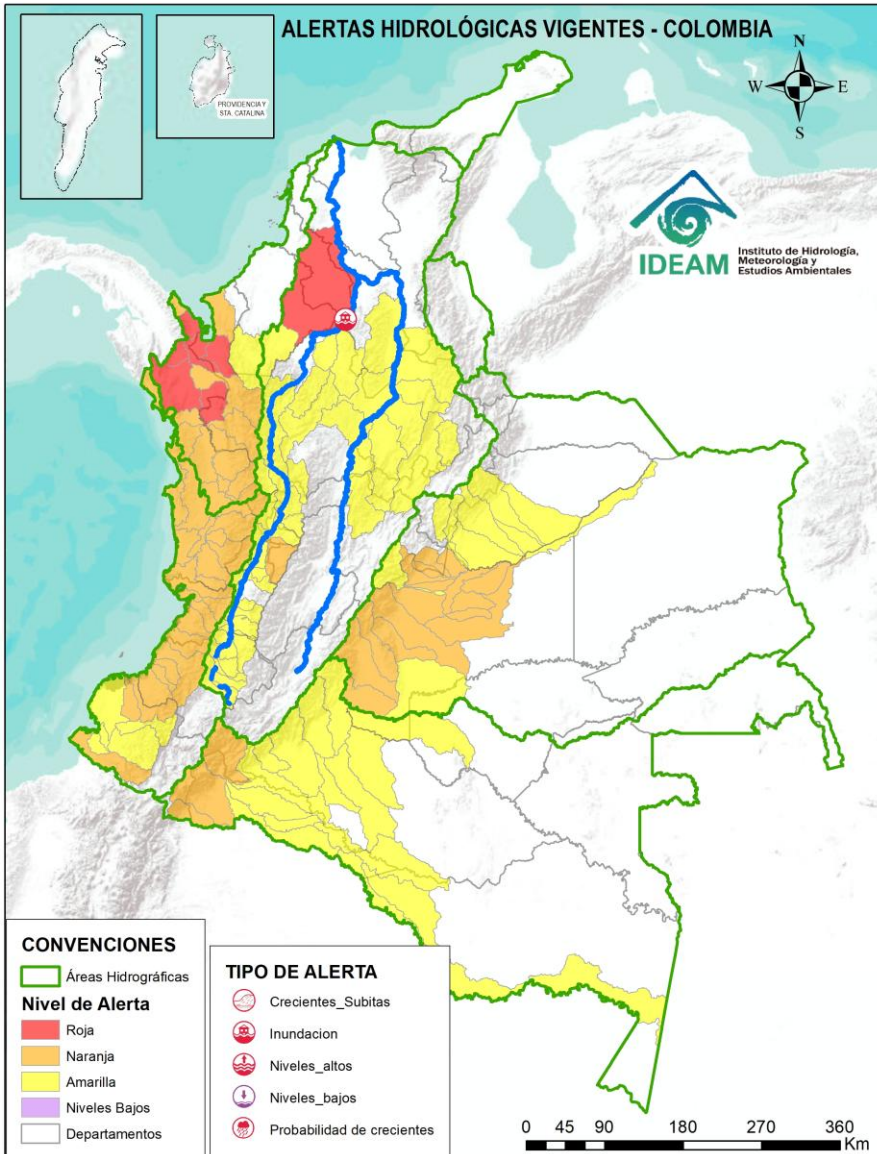 ALERTAS HIDROLÓGICAS VIGENTES - COLOMBIA
PROVIDENCIA Y
STA. CATALINA
N
W
E
S
IDEAM
Instituto de Hidrología,
Meteorología y
Estudios Ambientales
CONVENCIONES
Áreas Hidrográficas
Nivel de Alerta
Roja
Naranja
Amarilla
Niveles Bajos
Departamentos
TIPO DE ALERTA
Crecientes_Subitas
Inundacion
Niveles_altos
Niveles_bajos
Probabilidad de crecientes
0 45 90 180 270 360
Km